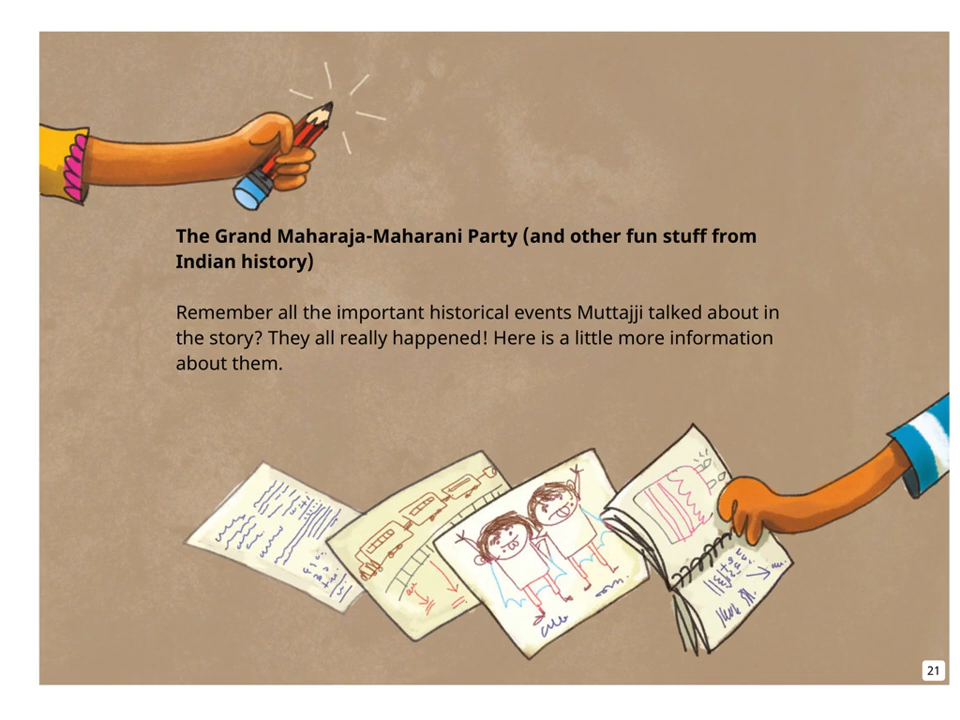 The Grand Maharaja-Maharani Party (and other fun stuff from
Indian history)
Remember all the important historical events Muttajji talked about in
the story? They all really happened! Here is a little more information
about them.
21